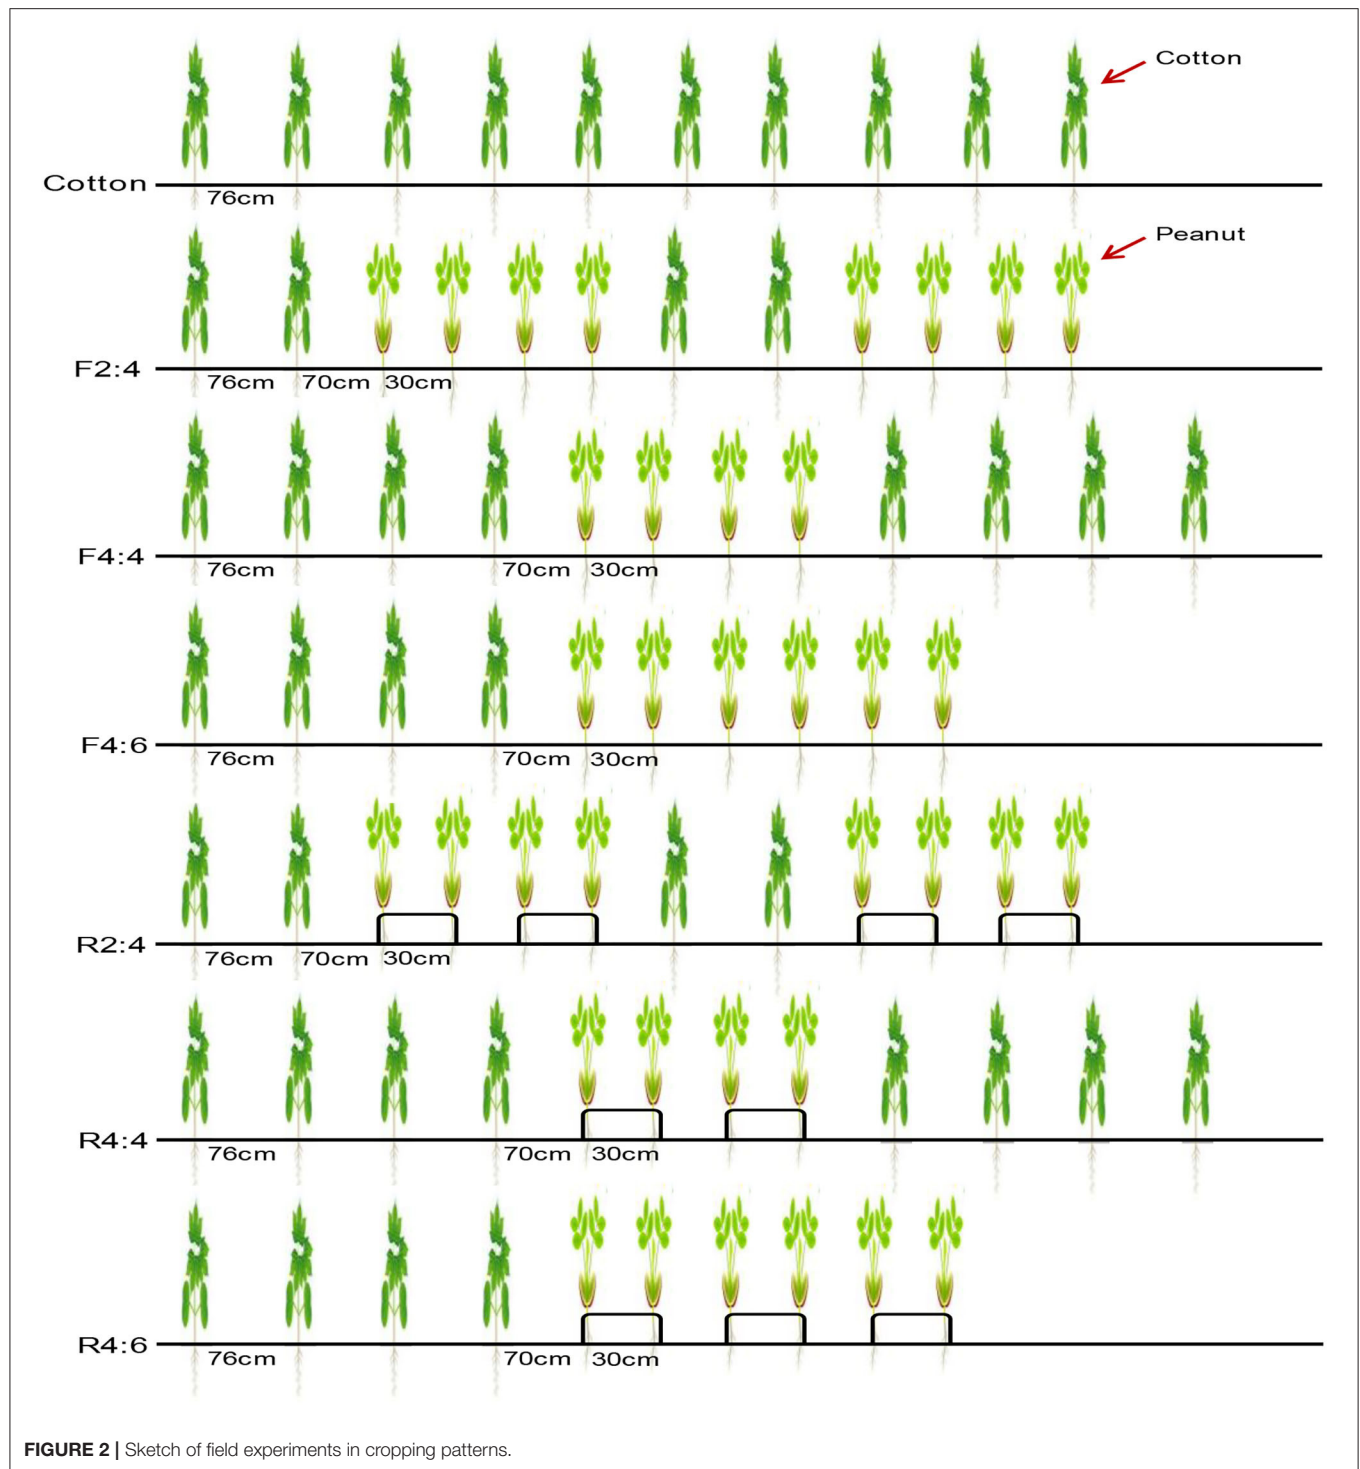 Cotton
Cotton
76cm
Peanut
F2:4
76cm 70cm 30cm
F4:4
76cm 70cm 30cm
F4:6
76cm 70cm 30cm
R2:4
76cm 70cm 30cm
R4:4
76cm 70cm 30cm
R4:6
76cm 70cm 30cm
FIGURE 2 | Sketch of field experiments in cropping patterns.